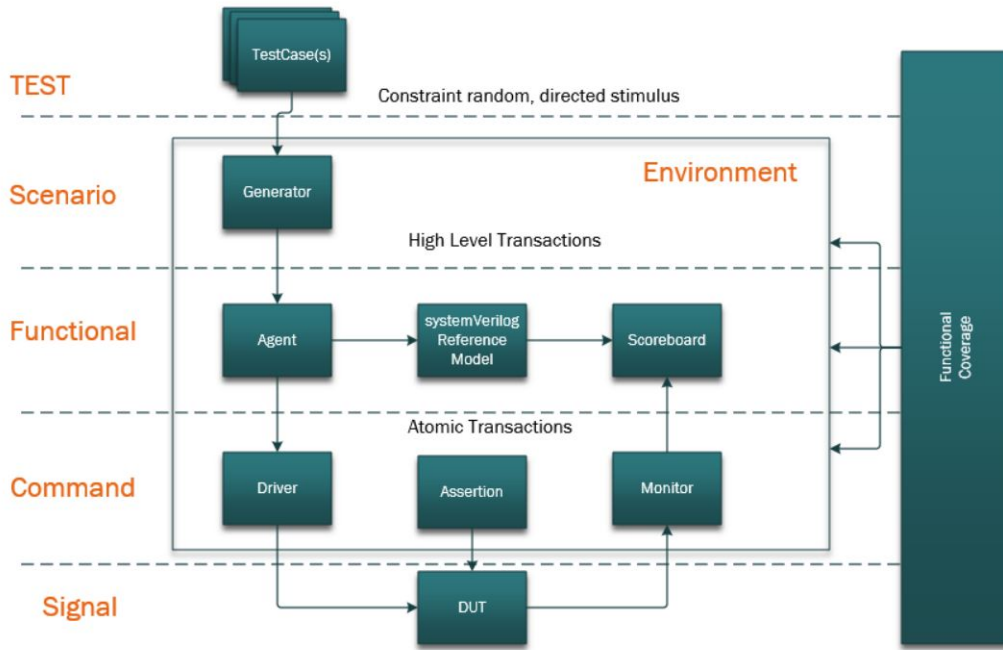 TestCase(s)
TEST
Constraint random, directed stimulus
Environment
Scenario
Generator
High Level Transactions
Functional
Agent
systemVerilog
Reference
Model
Scoreboard
Functional
Coverage
Atomic Transactions
Command
Driver
Assertion
Monitor
Signal
DUT